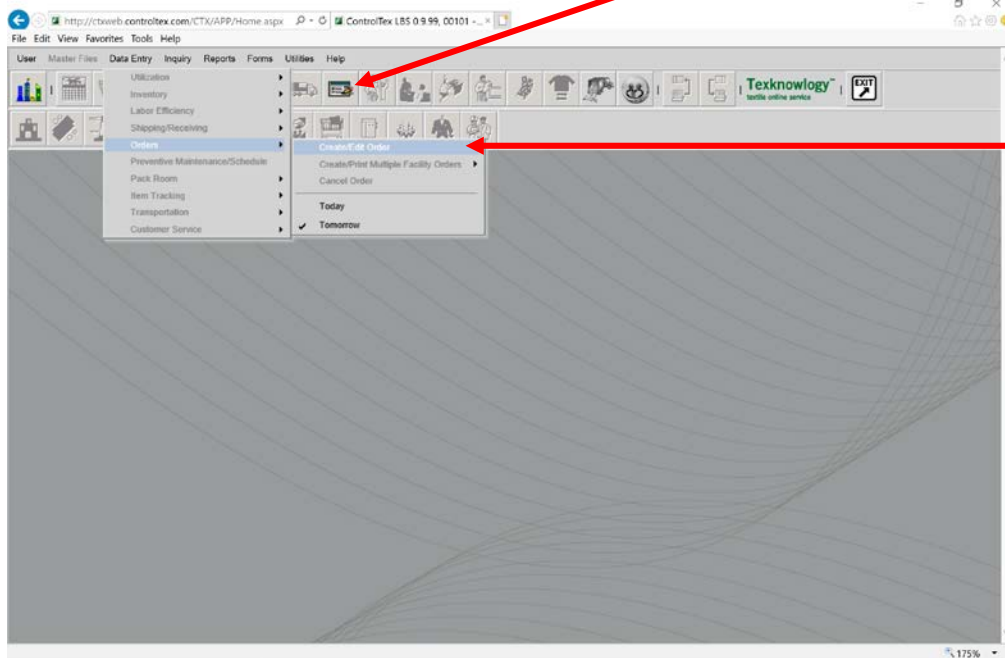 http://ctxweb.controltex.com/CTX/APP/Home.aspx
ControlTex LBS 0.9.99, 00101 -...
File Edit View Favorites Tools Help
User Master Files Data Entry Inquiry Reports Forms Utilities Help
Utilization
Inventory
Labor Efficiency
Shipping/Receiving
Orders
Preventive Maintenance/Schedule
Pack Room
Item Tracking
Transportation
Customer Service
Create/Edit Order
Create/Print Multiple Facility Orders
Cancel Order
Today
Tomorrow
Texknowlogy™
textile online service
EXIT
175%